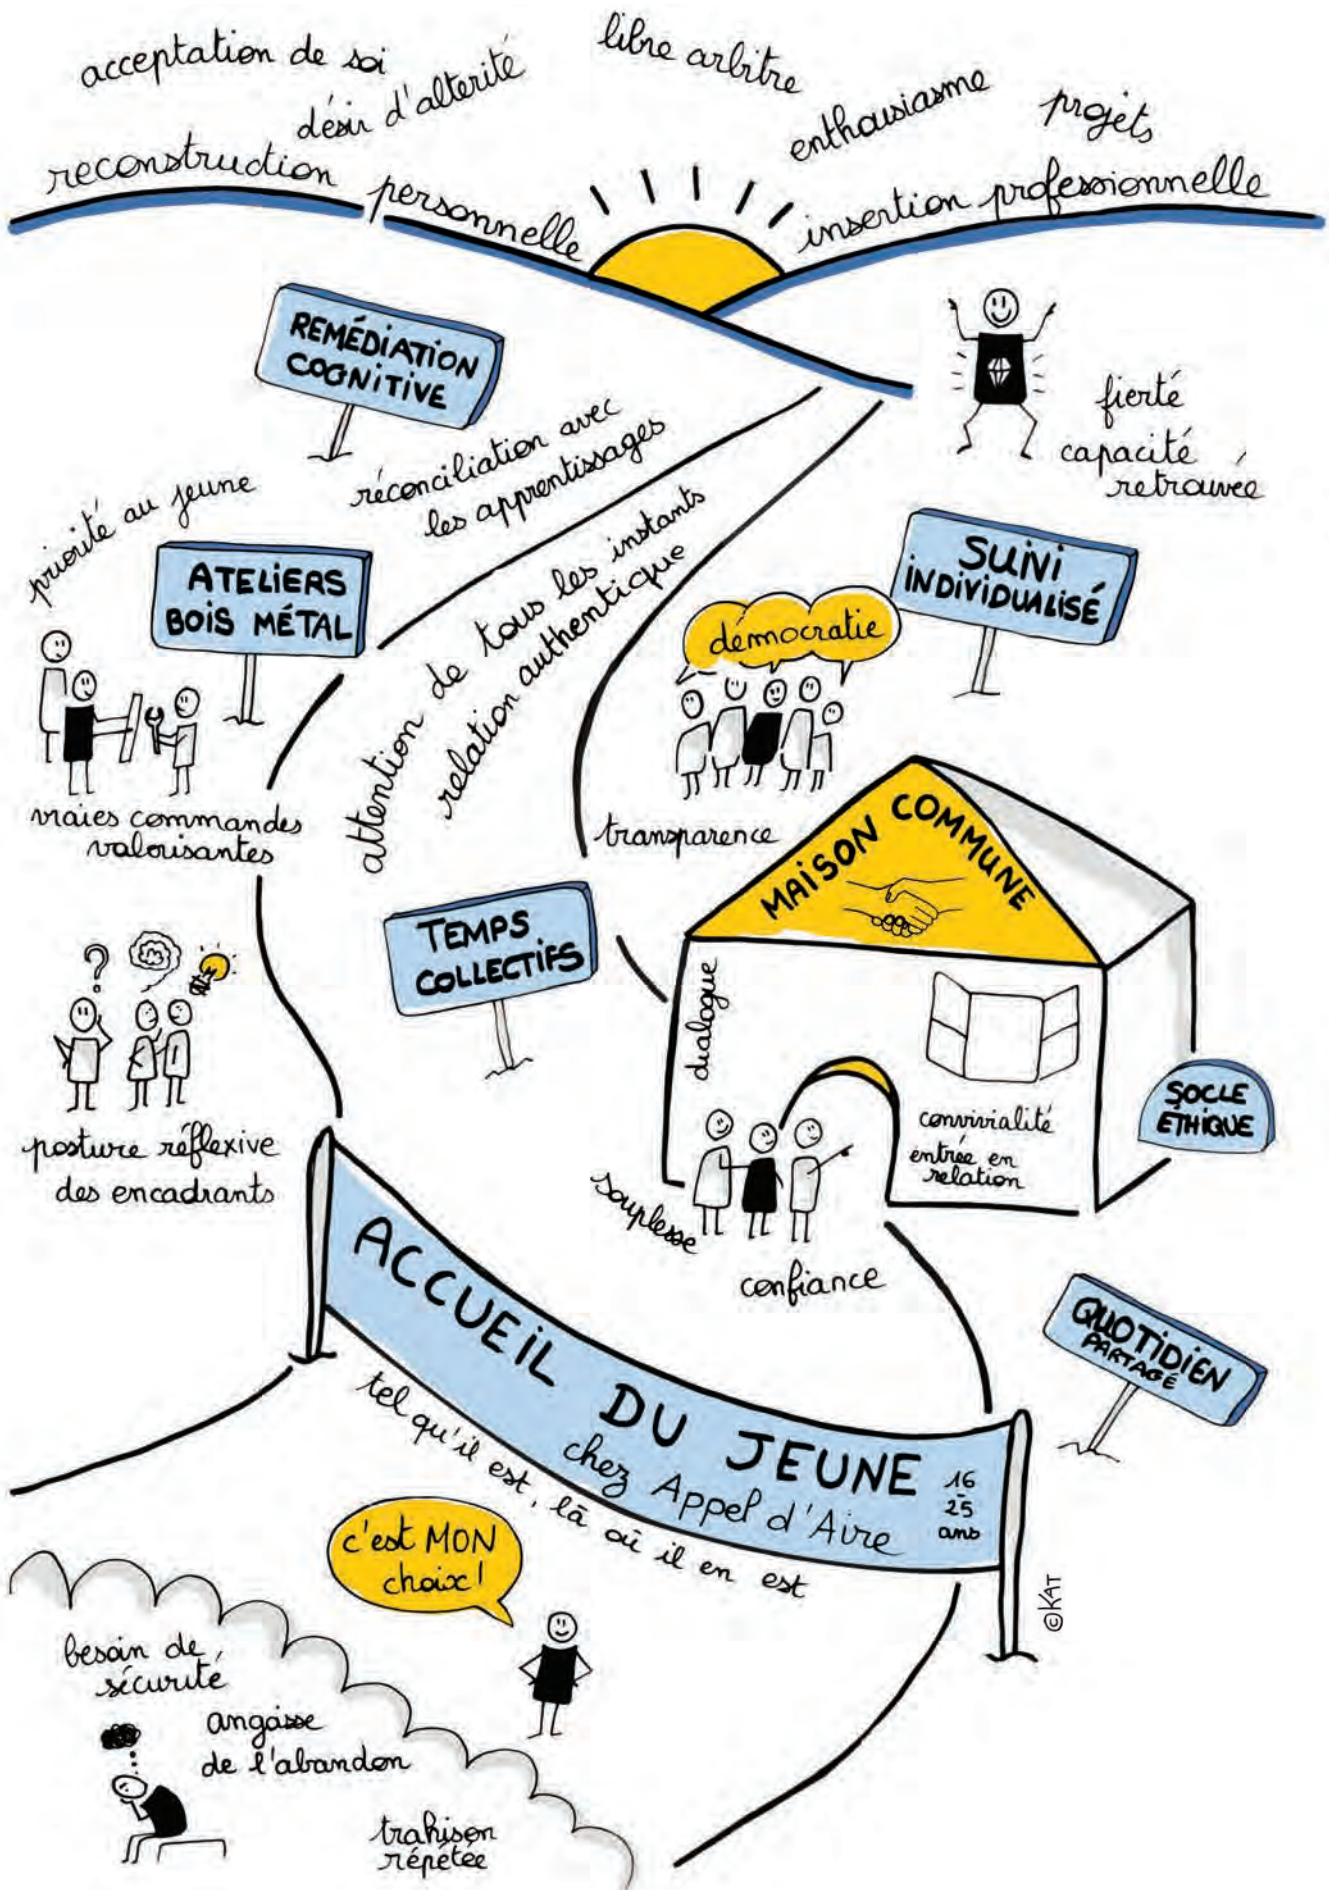 acceptation de soi
désir d'altérité
libre arbitre
enthousiasme
projets
reconstruction personnelle
insertion professionnelle
REMÉDIATION
COGNITIVE
réconciliation avec
les apprentissages
fierté
capacité
retrouvée
priorité au jeune
ATELIERS
BOIS MÉTAL
vraies commandes
valorisantes
attention de tous les instants
relation authentique
SUIVI
INDIVIDUALISÉ
démocratie
transparence
MAISON COMMUNE
TEMPS
COLLECTIFS
dialogue
convivialité
entrée en
relation
SOCLE
ÉTHIQUE
?
posture réflexive
des encadrants
souplesse
confiance
QUOTIDIEN
PARTAGÉ
ACCUEIL DU JEUNE
chez Appel d'Aire
16
-
25
ans
tel qu'il est, là où il en est
©KAT
c'est MON
choix!
besoin de
sécurité
angoisse
de l'abandon
trahison
répétée